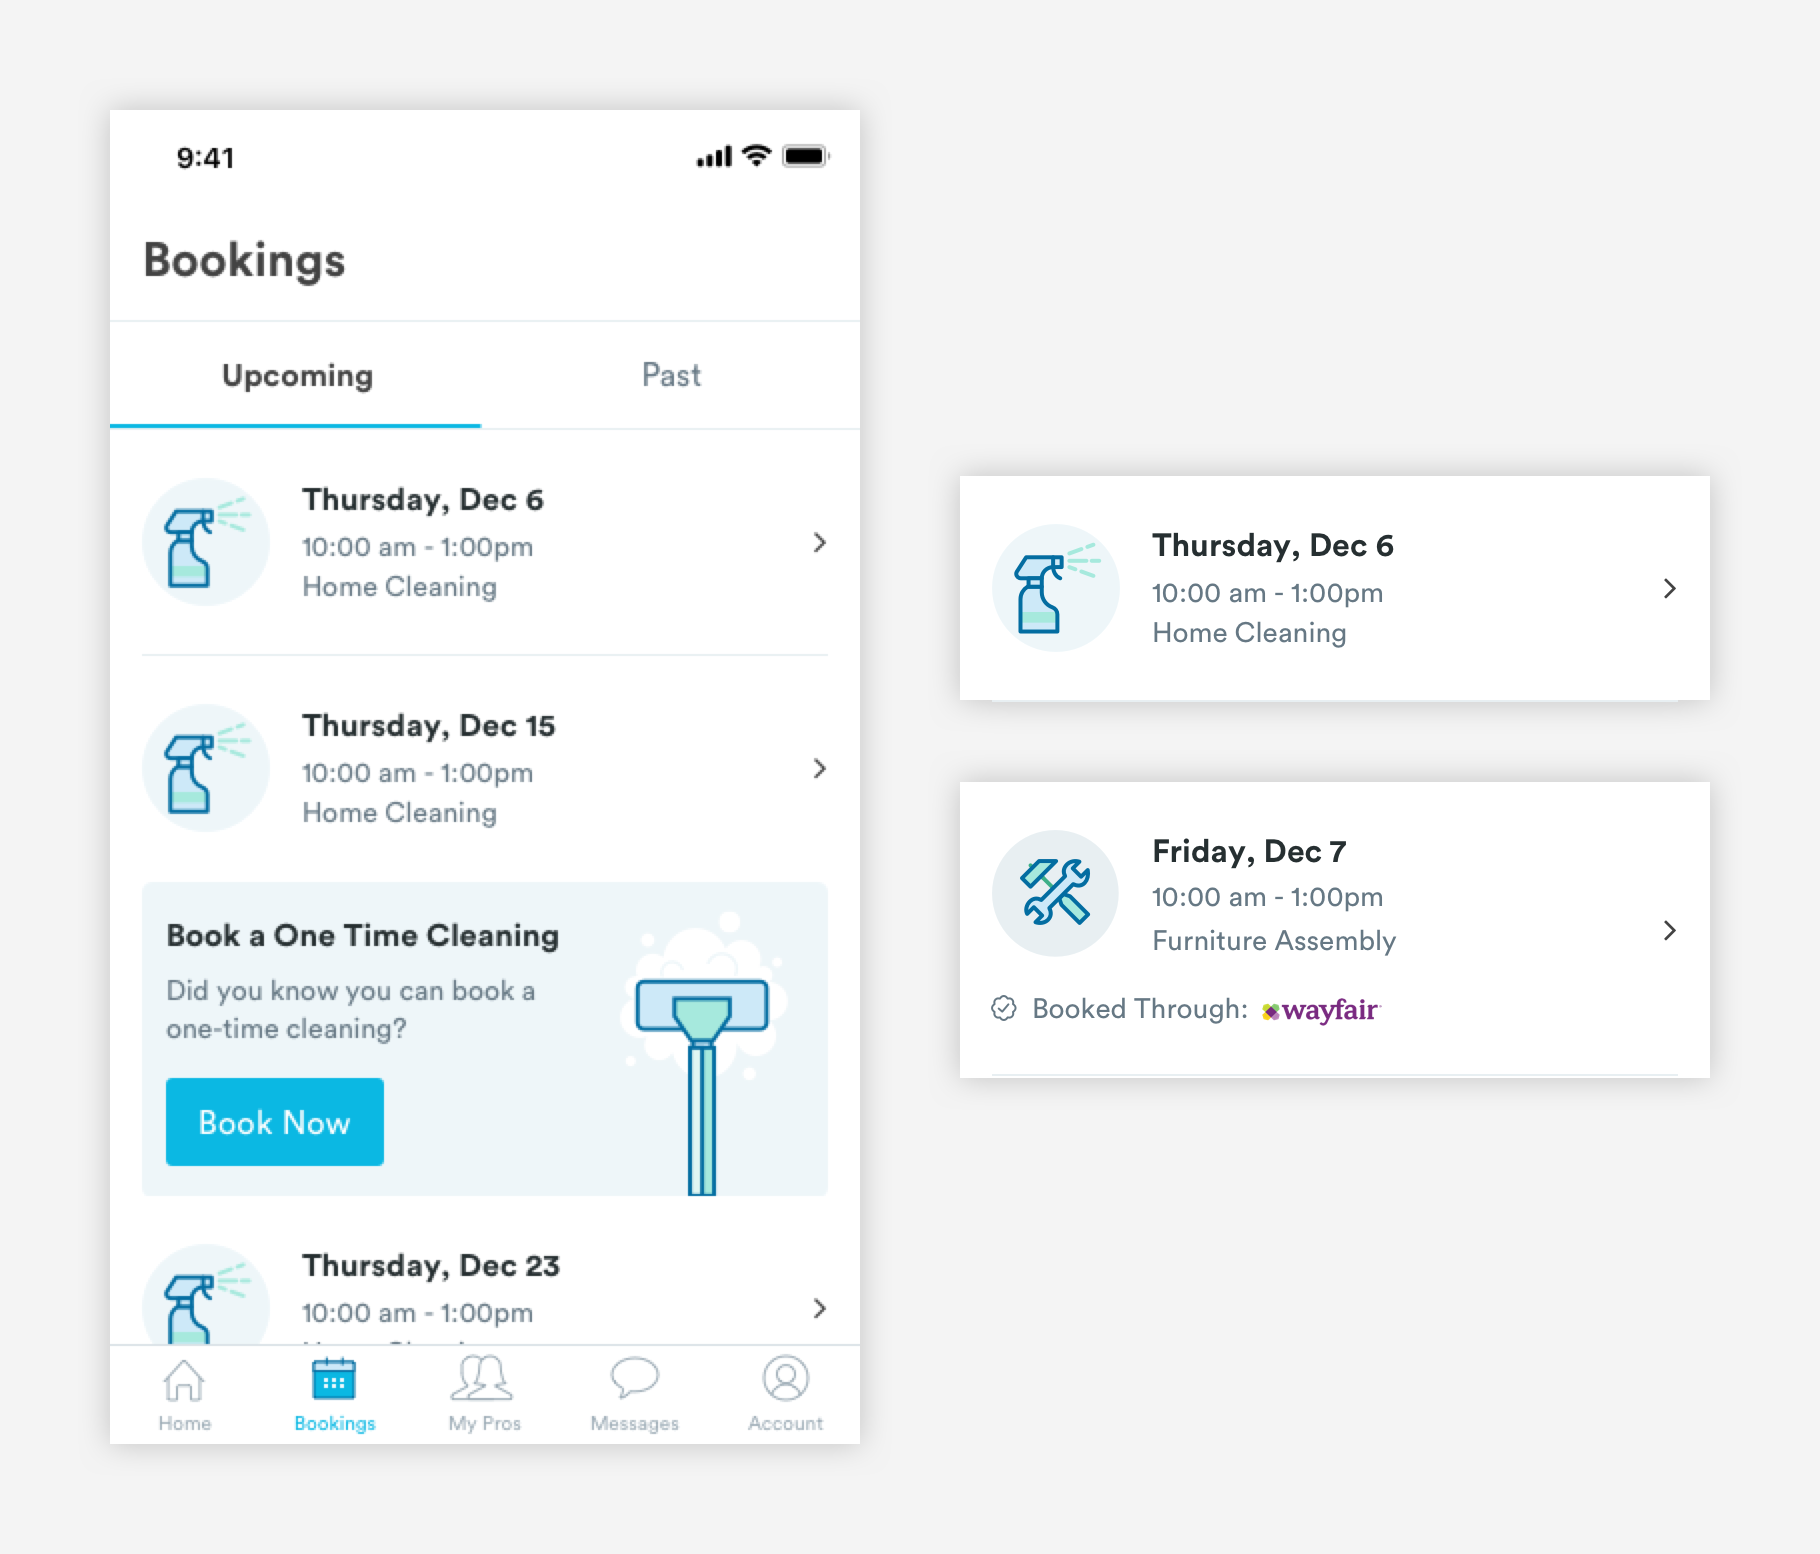 9:41
Bookings
Upcoming
Past
Thursday, Dec 6
10:00 am - 1:00pm
Home Cleaning
Thursday, Dec 15
10:00 am - 1:00pm
Home Cleaning
Book a One Time Cleaning
Did you know you can book a
one-time cleaning?
Book Now
Thursday, Dec 23
10:00 am - 1:00pm
Home
Bookings
My Pros
Messages
Account
Thursday, Dec 6
10:00 am - 1:00pm
Home Cleaning
Friday, Dec 7
10:00 am - 1:00pm
Furniture Assembly
Booked Through: wayfair